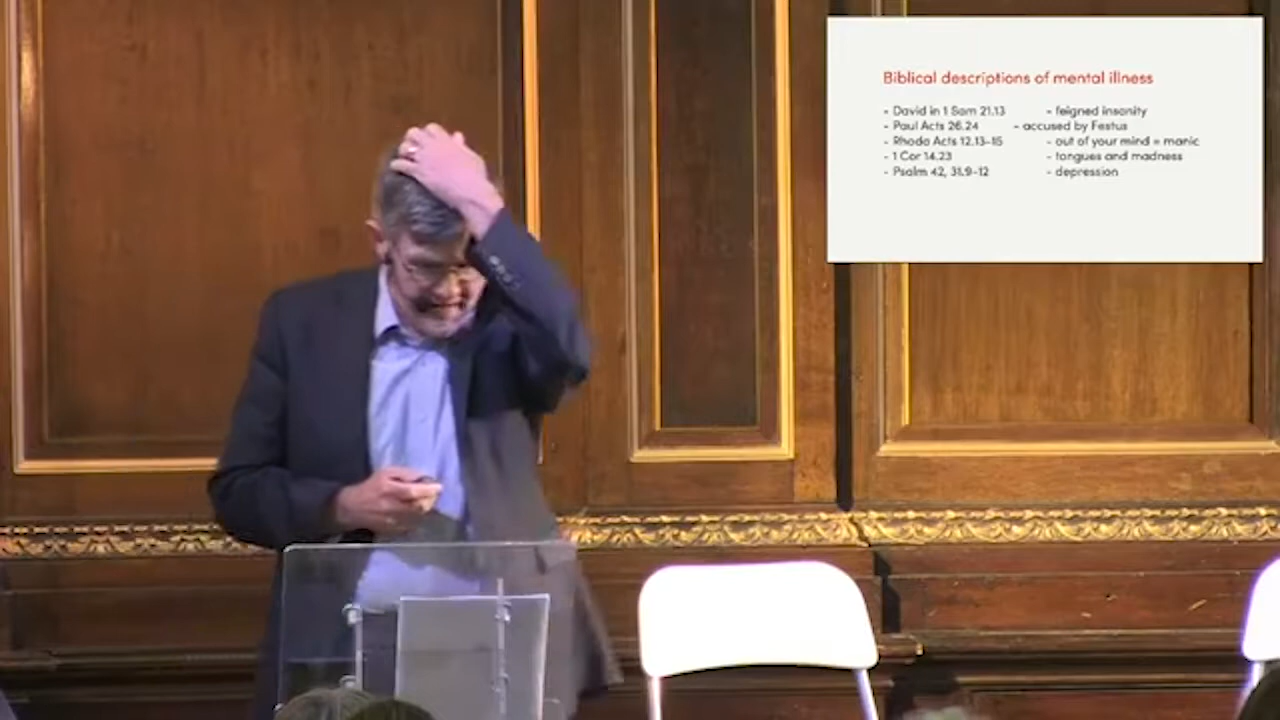 Biblical descriptions of mental illness
- David in 1 Sam 21.13 - feigned insanity
- Paul Acts 26.24 - accused by Festus
- Rhoda Acts 12.13-15 - out of your mind = manic
- 1 Cor 14.23 - tongues and madness
- Psalm 42, 31.9-12 - depression